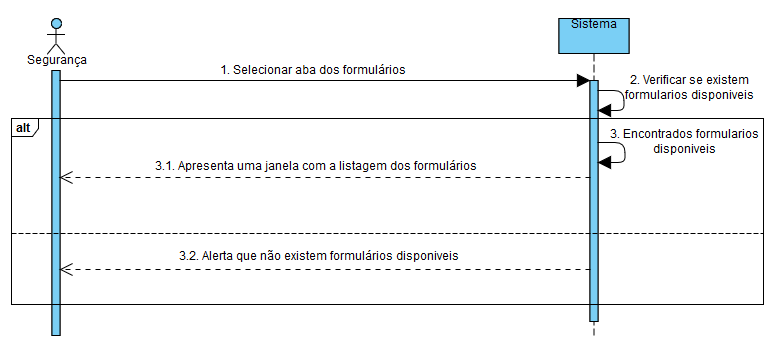 Segurança
Sistema
1. Selecionar aba dos formulários
2. Verificar se existem
formularios disponiveis
alt
3. Encontrados formularios
disponiveis
3.1. Apresenta uma janela com a listagem dos formulários
3.2. Alerta que não existem formulários disponiveis